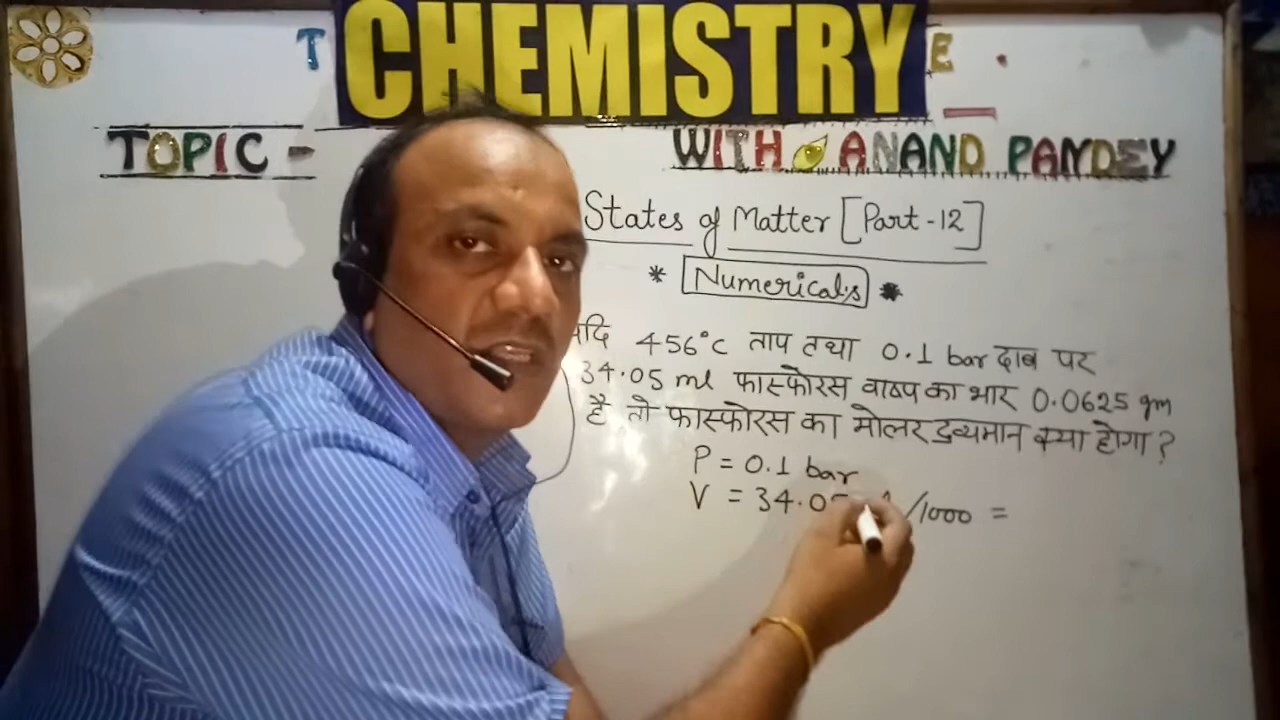 CHEMISTRY
TOPIC -
WITH ANAND PANDEY
States of Matter [Part-12]
* Numericals *
यदि 456°C ताप तथा 0.1 bar दाब पर
34.05 ml फास्फोरस वाष्प का भार 0.0625 gm
है तो फास्फोरस का मोलर द्रव्यमान क्या होगा?
P = 0.1 bar
V = 34.05 /1000 =